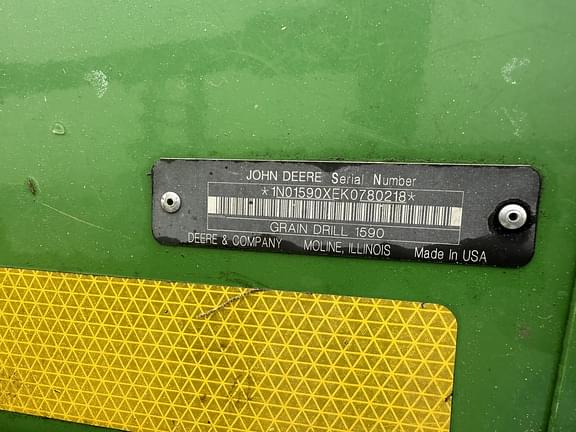 JOHN DEERE Serial Number
*1N01590XEK0780218*
GRAIN DRILL 1590
DEERE & COMPANY MOLINE, ILLINOIS Made In USA